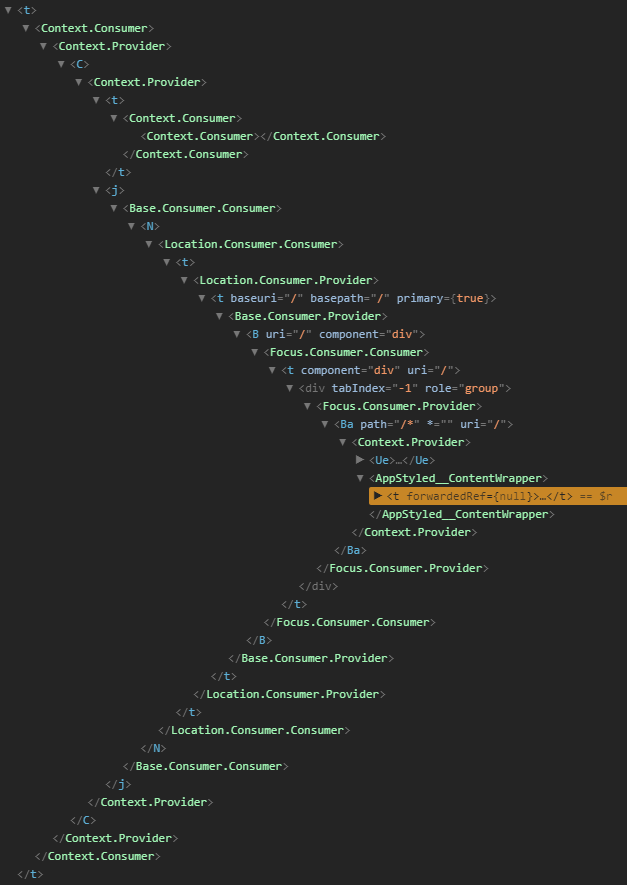 <t>
<Context.Consumer>
<Context.Provider>
<C>
<Context.Provider>
<t>
<Context.Consumer>
<Context.Consumer></Context.Consumer>
</Context.Consumer>
</t>
<j>
<Base.Consumer.Consumer>
<N>
<Location.Consumer.Consumer>
<t>
<Location.Consumer.Provider>
<t baseuri="/" basepath="/" primary={true}>
<Base.Consumer.Provider>
<B uri="/" component="div">
<Focus.Consumer.Consumer>
<t component="div" uri="/">
<div tabIndex="-1" role="group">
<Focus.Consumer.Provider>
<Ba path="/*" *="" uri="/">
<Context.Provider>
<Ue>…</Ue>
<AppStyled__ContentWrapper>
<t forwardedRef={null}>…</t> == $r
</AppStyled__ContentWrapper>
</Context.Provider>
</Ba>
</Focus.Consumer.Provider>
</div>
</t>
</Focus.Consumer.Consumer>
</B>
</Base.Consumer.Provider>
</t>
</Location.Consumer.Provider>
</t>
</Location.Consumer.Consumer>
</N>
</Base.Consumer.Consumer>
</j>
</Context.Provider>
</C>
</Context.Provider>
</Context.Consumer>
</t>